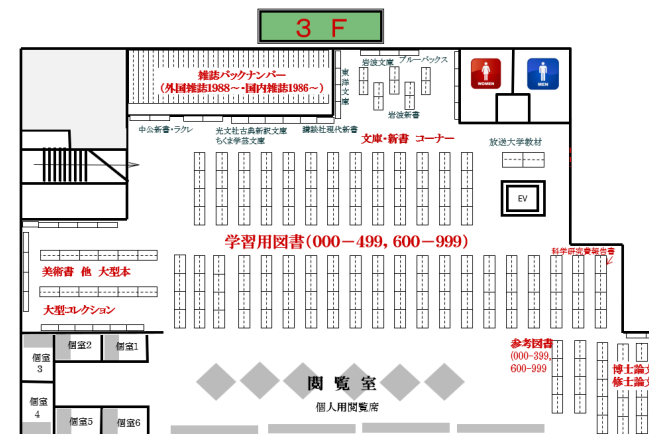 3 F
雑誌バックナンバー
(外国雑誌1988～・国内雑誌1986～)
東洋文庫
岩波文庫
ブルーバックス
岩波新書
WOMEN
MEN
中公新書・ラクレ
光文社古典新訳文庫
ちくま学芸文庫
講談社現代新書
文庫・新書 コーナー
放送大学教材
EV
学習用図書(000－499, 600－999)
科学研究費報告書
美術書 他 大型本
大型コレクション
個室2
個室1
個室
3
個室
4
個室5
個室6
閲 覧 室
個人用閲覧席
参考図書
(000-399,
600-999
博士論文
修士論文